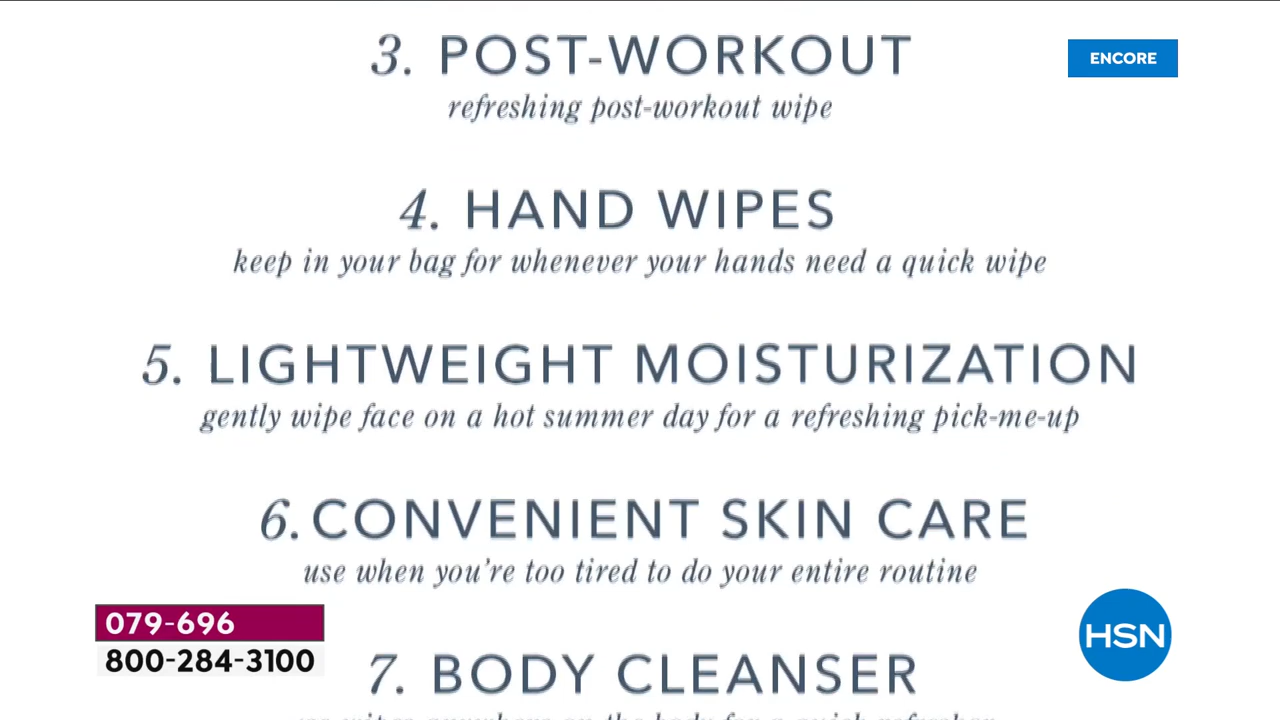 3. POST-WORKOUT
refreshing post-workout wipe
ENCORE
4. HAND WIPES
keep in your bag for whenever your hands need a quick wipe
5. LIGHTWEIGHT MOISTURIZATION
gently wipe face on a hot summer day for a refreshing pick-me-up
6. CONVENIENT SKIN CARE
use when you’re too tired to do your entire routine
079-696
800-284-3100
HSN
7. BODY CLEANSER